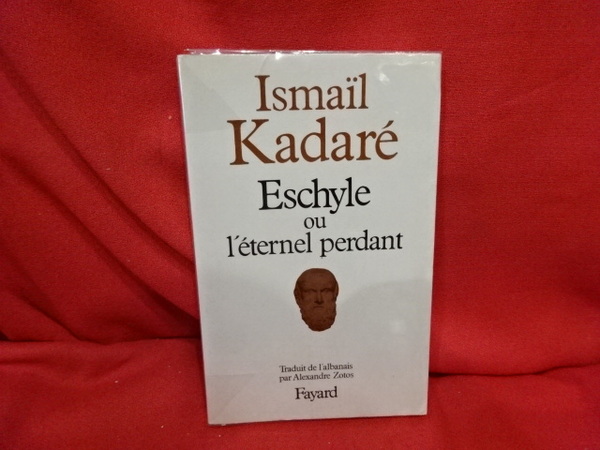 Ismaïl
Kadaré
Eschyle
ou
l'éternel perdant
Traduit de l'albanais
par Alexandre Zotos
Fayard